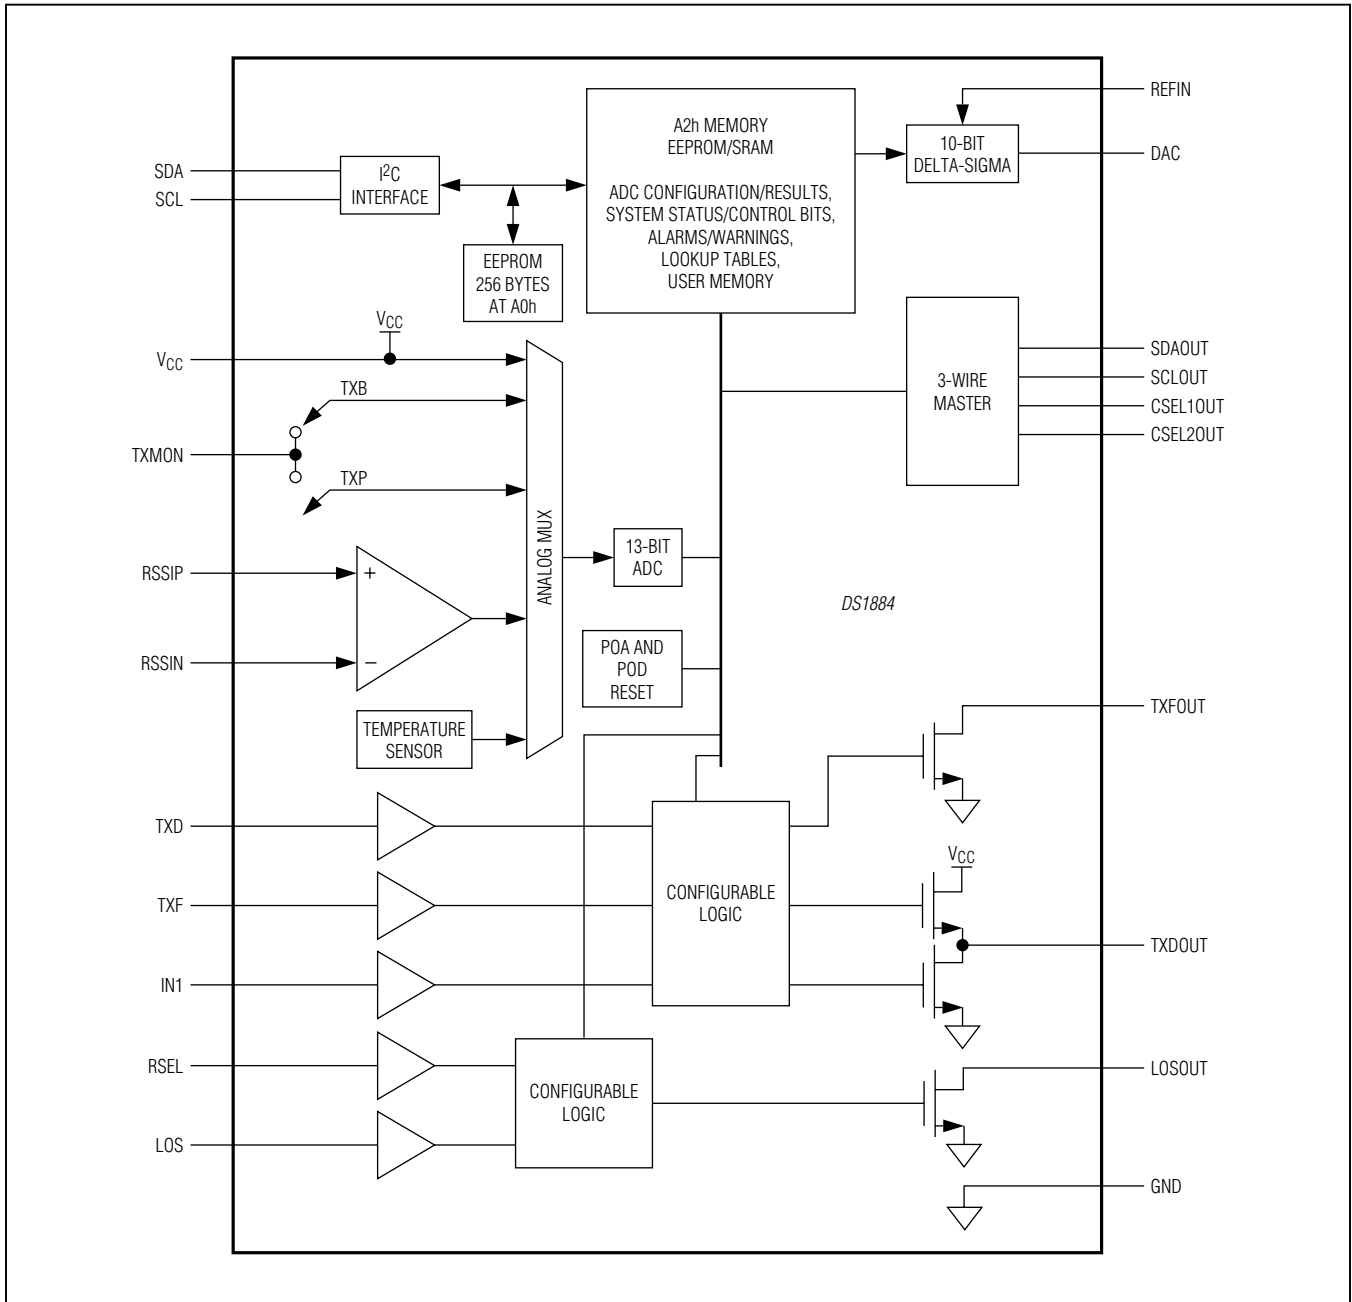 REFIN
A2h MEMORY
EEPROM/SRAM
ADC CONFIGURATION/RESULTS,
SYSTEM STATUS/CONTROL BITS,
ALARMS/WARNINGS,
LOOKUP TABLES,
USER MEMORY
10-BIT
DELTA-SIGMA
DAC
SDA
SCL
I2C
INTERFACE
EEPROM
256 BYTES
AT A0h
VCC
VCC
TXB
TXMON
TXP
ANALOG MUX
3-WIRE
MASTER
SDAOUT
SCLOUT
CSEL1OUT
CSEL2OUT
13-BIT
ADC
RSSIP
+
RSSIN
−
DS1884
POA AND
POD
RESET
TEMPERATURE
SENSOR
TXFOUT
TXD
TXF
IN1
CONFIGURABLE
LOGIC
VCC
TXDOUT
RSEL
LOS
CONFIGURABLE
LOGIC
LOSOUT
GND